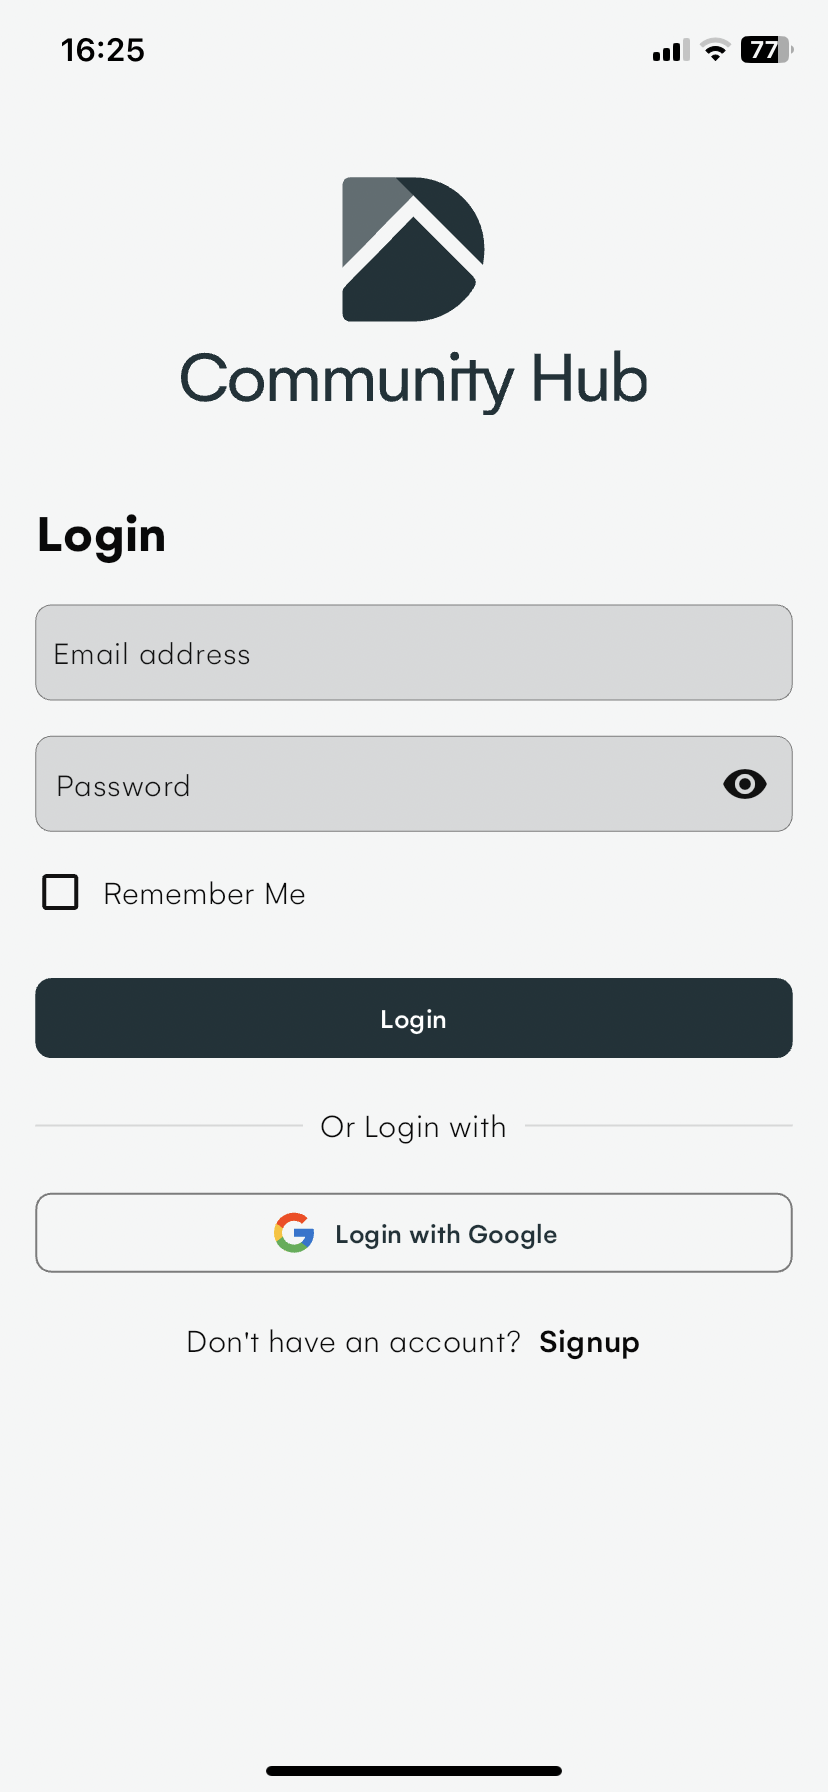 16:25
77
Community Hub
Login
Email address
Password
Remember Me
Login
Or Login with
Login with Google
Don't have an account? Signup